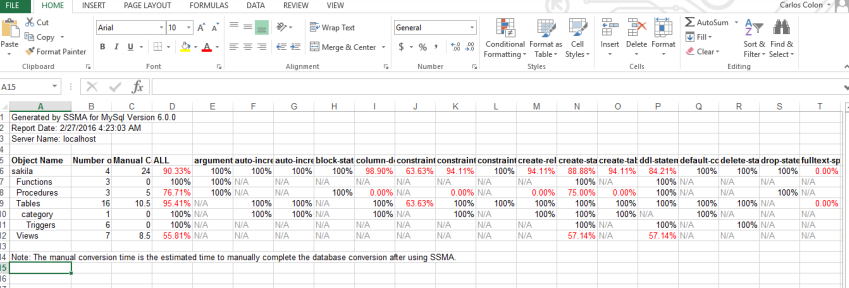 FILE HOME INSERT PAGE LAYOUT FORMULAS DATA REVIEW VIEW Carlos Colon
Cut Arial 10 Wrap Text General AutoSum
Copy Fill
Paste Format Painter B I U Merge & Center $ % Conditional Format as Cell Insert Delete Format Clear Sort & Find &
Formatting Table Styles Filter Select
Clipboard Font Alignment Number Styles Cells Editing
A15 fx
A B C D E F G H I J K L M N O P Q R S T
1 Generated by SSMA for MySql Version 6.0.0
2 Report Date: 2/27/2016 4:23:03 AM
3 Server Name: localhost
5 Object Name Number o Manual C ALL argument auto-incre auto-incre block-stat column-d constraint constraint constraint create-rel create-sta create-tal ddl-staten default-cc delete-sta drop-state fulltext-sp
6 sakila 4 24 90.33% 100% 100% 100% 100% 98.90% 63.63% 94.11% 100% 94.11% 88.88% 94.11% 84.21% 100% 100% 100% 0.00%
7 Functions 3 0 100% 100% N/A N/A N/A N/A N/A N/A N/A N/A 100% N/A 100% N/A N/A N/A N/A
8 Procedures 3 5 76.71% 100% N/A N/A 100% 0.00% N/A 0.00% N/A 0.00% 75.00% 0.00% 100% N/A N/A 100% N/A
9 Tables 16 10.5 95.41% N/A 100% 100% N/A 100% 63.63% 100% 100% 100% 100% 100% 100% 100% N/A N/A 0.00%
10 category 1 0 100% N/A 100% 100% N/A 100% N/A 100% N/A 100% 100% 100% N/A 100% N/A N/A N/A
11 Triggers 6 0 100% N/A N/A N/A N/A N/A N/A N/A N/A N/A 100% N/A 100% N/A 100% N/A N/A
12 Views 7 8.5 55.81% N/A N/A N/A N/A N/A N/A N/A N/A N/A 57.14% N/A 57.14% N/A N/A N/A N/A
13
14 Note: The manual conversion time is the estimated time to manually complete the database conversion after using SSMA.
15
16